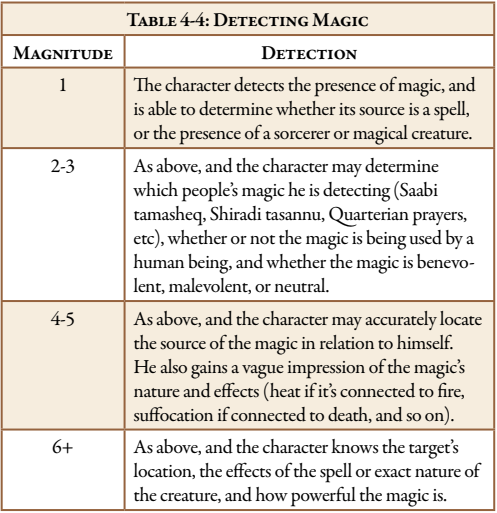 Table 4-4: Detecting Magic
Magnitude Detection
1 The character detects the presence of magic, and
is able to determine whether its source is a spell,
or the presence of a sorcerer or magical creature.
2-3 As above, and the character may determine
which people's magic he is detecting (Saabi
tamasheq, Shiradi tasannu, Quarterian prayers,
etc), whether or not the magic is being used by a
human being, and whether the magic is benevo-
lent, malevolent, or neutral.
4-5 As above, and the character may accurately locate
the source of the magic in relation to himself.
He also gains a vague impression of the magic's
nature and effects (heat if it's connected to fire,
suffocation if connected to death, and so on).
6+ As above, and the character knows the target's
location, the effects of the spell or exact nature of
the creature, and how powerful the magic is.